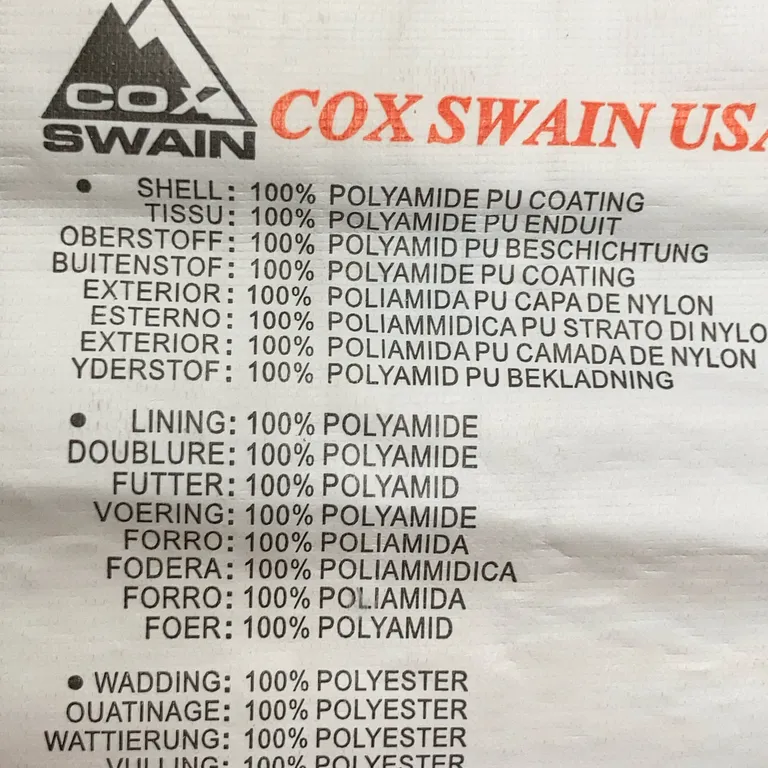 COX
SWAIN
COX SWAIN USA
• SHELL: 100% POLYAMIDE PU COATING
TISSU: 100% POLYAMIDE PU ENDUIT
OBERSTOFF: 100% POLYAMID PU BESCHICHTUNG
BUITENSTOF: 100% POLYAMIDE PU COATING
EXTERIOR: 100% POLIAMIDA PU CAPA DE NYLON
ESTERNO: 100% POLIAMMIDICA PU STRATO DI NYLO
EXTERIOR: 100% POLIAMIDA PU CAMADA DE NYLON
YDERSTOF: 100% POLYAMID PU BEKLADNING
• LINING: 100% POLYAMIDE
DOUBLURE: 100% POLYAMIDE
FUTTER: 100% POLYAMID
VOERING: 100% POLYAMIDE
FORRO: 100% POLIAMIDA
FODERA: 100% POLIAMMIDICA
FORRO: 100% POLIAMIDA
FOER: 100% POLYAMID
• WADDING: 100% POLYESTER
OUATINAGE: 100% POLYESTER
WATTIERUNG: 100% POLYESTER
VULLING: 100% POLYESTER